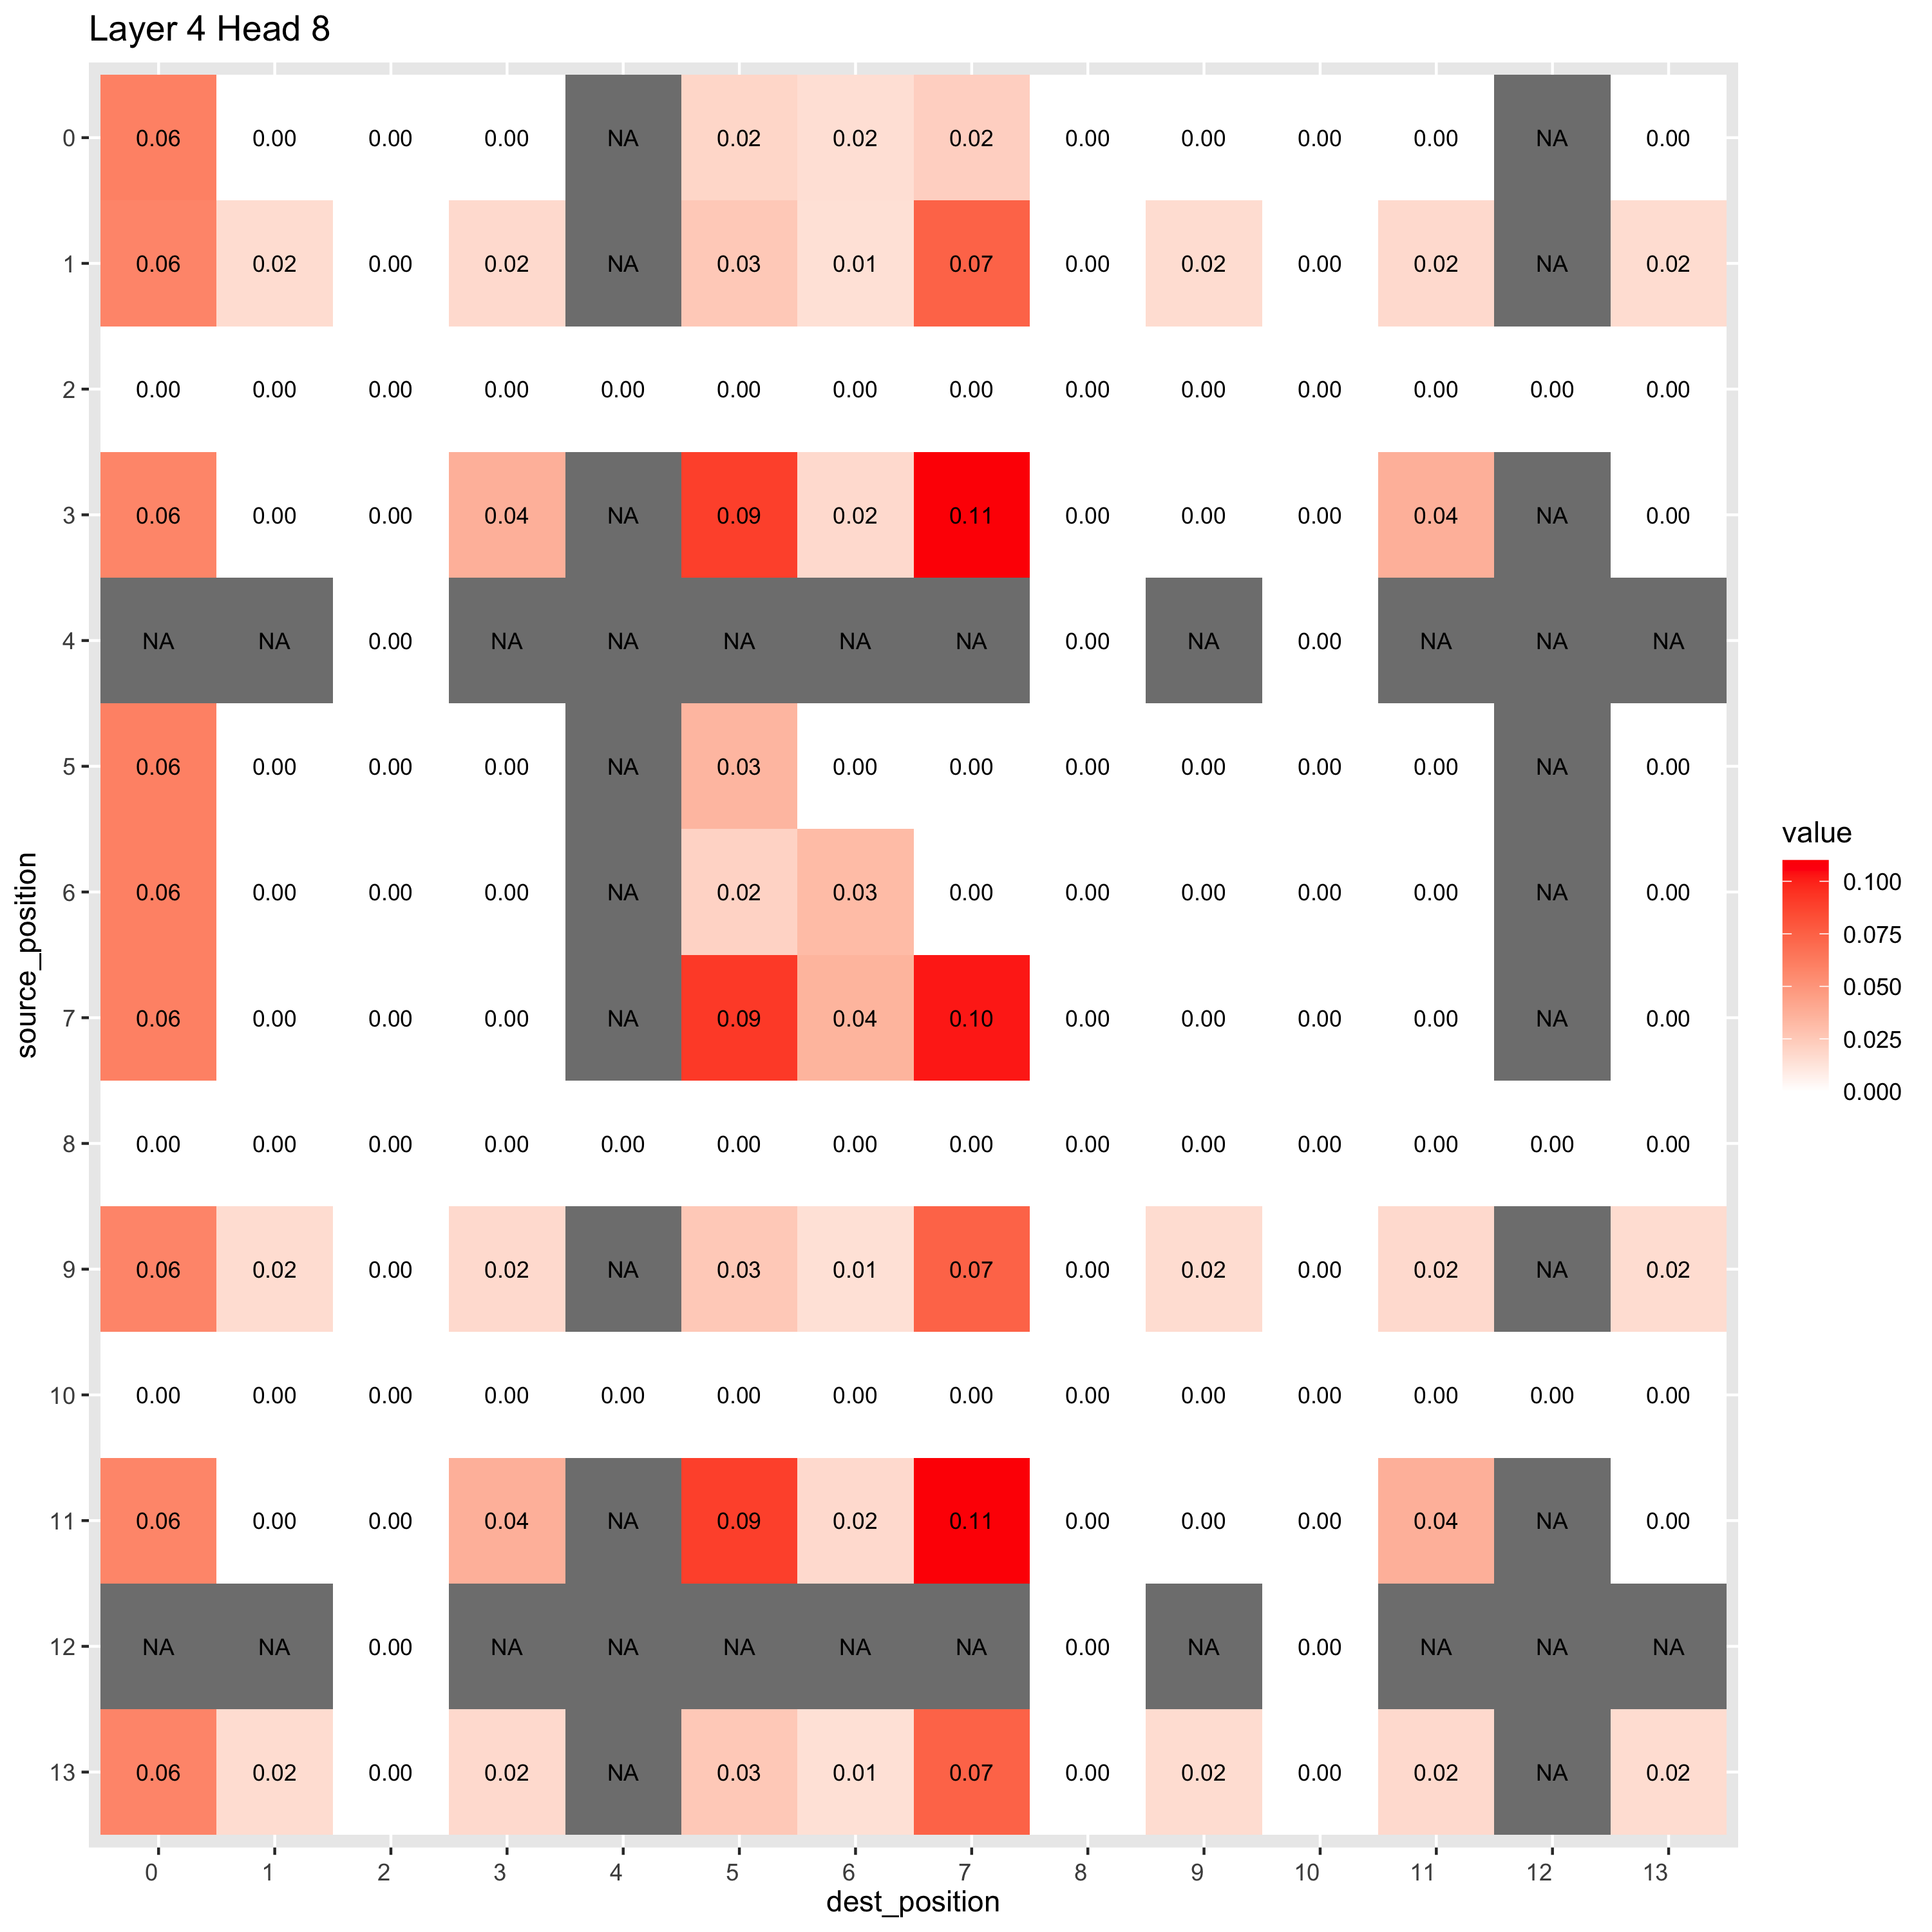 Layer 4 Head 8
0 0.06 0.00 0.00 0.00 NA 0.02 0.02 0.02 0.00 0.00 0.00 0.00 NA 0.00
1 0.06 0.02 0.00 0.02 NA 0.03 0.01 0.07 0.00 0.02 0.00 0.02 NA 0.02
2 0.00 0.00 0.00 0.00 0.00 0.00 0.00 0.00 0.00 0.00 0.00 0.00 0.00 0.00
3 0.06 0.00 0.00 0.04 NA 0.09 0.02 0.11 0.00 0.00 0.00 0.04 NA 0.00
4 NA NA 0.00 NA NA NA NA NA 0.00 NA 0.00 NA NA NA
5 0.06 0.00 0.00 0.00 NA 0.03 0.00 0.00 0.00 0.00 0.00 0.00 NA 0.00
6 0.06 0.00 0.00 0.00 NA 0.02 0.03 0.00 0.00 0.00 0.00 0.00 NA 0.00
7 0.06 0.00 0.00 0.00 NA 0.09 0.04 0.10 0.00 0.00 0.00 0.00 NA 0.00
8 0.00 0.00 0.00 0.00 0.00 0.00 0.00 0.00 0.00 0.00 0.00 0.00 0.00 0.00
9 0.06 0.02 0.00 0.02 NA 0.03 0.01 0.07 0.00 0.02 0.00 0.02 NA 0.02
10 0.00 0.00 0.00 0.00 0.00 0.00 0.00 0.00 0.00 0.00 0.00 0.00 0.00 0.00
11 0.06 0.00 0.00 0.04 NA 0.09 0.02 0.11 0.00 0.00 0.00 0.04 NA 0.00
12 NA NA 0.00 NA NA NA NA NA 0.00 NA 0.00 NA NA NA
13 0.06 0.02 0.00 0.02 NA 0.03 0.01 0.07 0.00 0.02 0.00 0.02 NA 0.02
0 1 2 3 4 5 6 7 8 9 10 11 12 13
dest_position
source_position
value
0.100
0.075
0.050
0.025
0.000